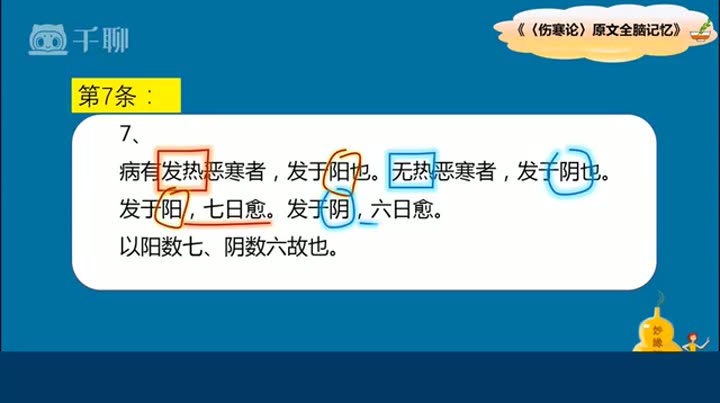 千聊
《〈伤寒论〉原文全脑记忆》
第7条：
7、
病有发热恶寒者，发于阳也。无热恶寒者，发于阴也。
发于阳，七日愈。发于阴，六日愈。
以阳数七、阴数六故也。